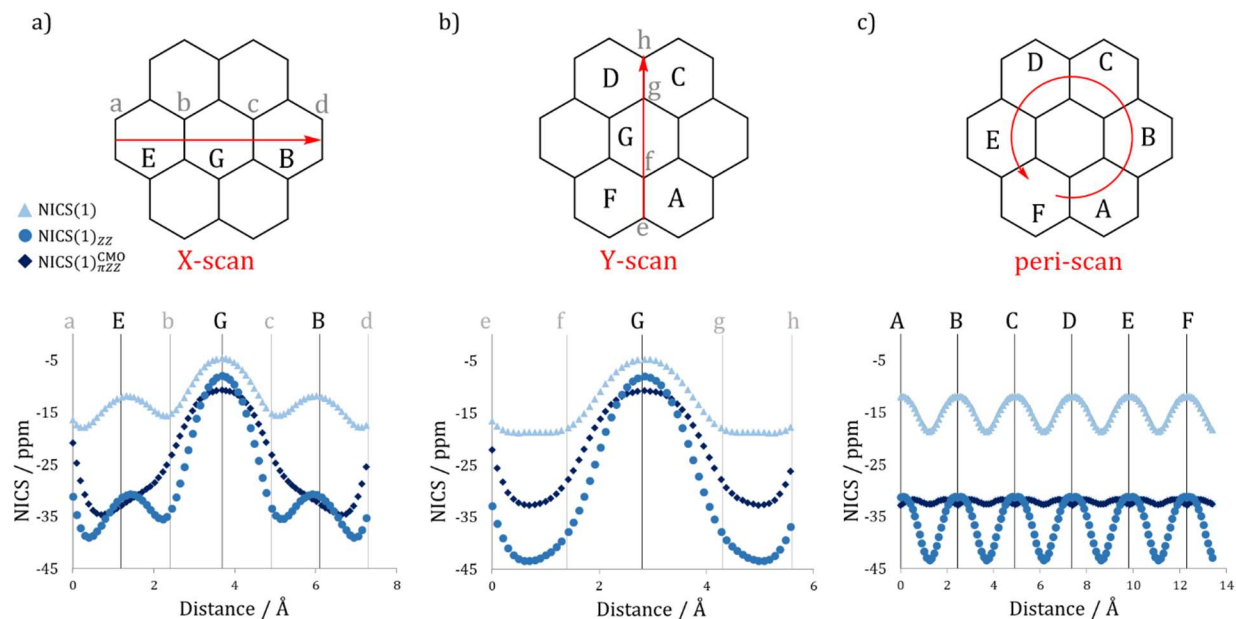 a)
b)
c)
h
D C
D C
a b c d
g
E G B
G
E B
f
F A
F A
e
NICS(1)
NICS(1)ZZ
NICS(1)πZZ^CMO
X-scan
Y-scan
peri-scan
a E b G c B d
e f G g h
A B C D E F
-5
-15
-25
-35
-45
NICS / ppm
0 2 4 6 8
Distance / Å
-5
-15
-25
-35
-45
NICS / ppm
0 2 4 6
Distance / Å
-5
-15
-25
-35
-45
NICS / ppm
0 2 4 6 8 10 12 14
Distance / Å